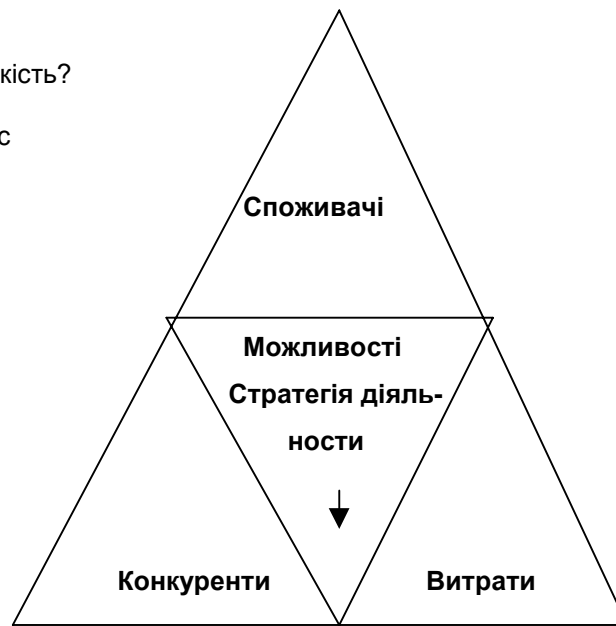 кість?
с
Споживачі
Можливості
Стратегія діяль-
ности
Конкуренти
Витрати